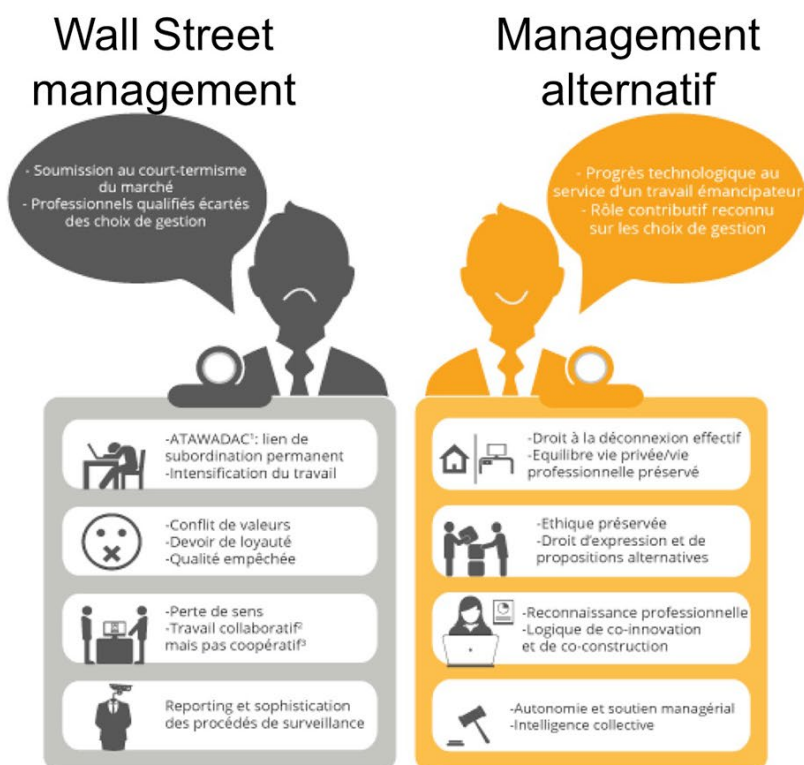 Wall Street
management
- Soumission au court-termisme
du marché
- Professionnels qualifiés écartés
des choix de gestion
-ATAWADAC¹: lien de
subordination permanent
-Intensification du travail
-Conflit de valeurs
-Devoir de loyauté
-Qualité empêchée
-Perte de sens
-Travail collaboratif²
mais pas coopératif³
Reporting et sophistication
des procédés de surveillance
Management
alternatif
- Progrès technologique au
service d'un travail émancipateur
- Rôle contributif reconnu
sur les choix de gestion
-Droit à la déconnexion effectif
-Equilibre vie privée/vie
professionnelle préservé
-Ethique préservée
-Droit d'expression et de
propositions alternatives
-Reconnaissance professionnelle
-Logique de co-innovation
et de co-construction
-Autonomie et soutien managérial
-Intelligence collective